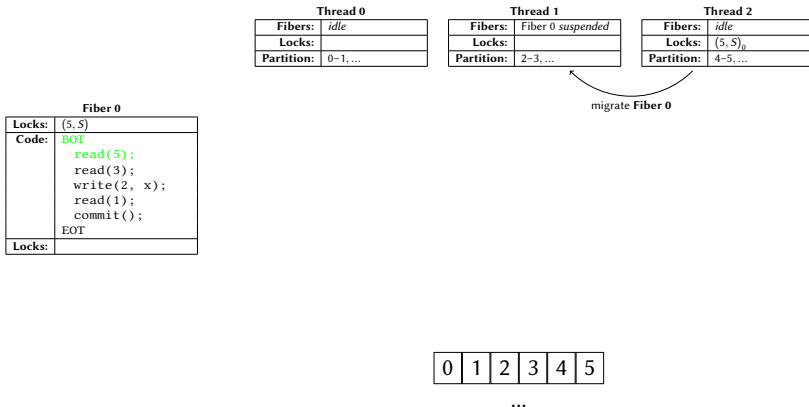 Thread 0
Fibers: idle
Locks:
Partition: 0–1, ...
Thread 1
Fibers: Fiber 0 suspended
Locks:
Partition: 2–3, ...
Thread 2
Fibers: idle
Locks: (5, S)₀
Partition: 4–5, ...
migrate Fiber 0
Fiber 0
Locks: (5, S)
Code: BOT
read(5);
read(3);
write(2, x);
read(1);
commit();
EOT
Locks:
0 1 2 3 4 5
...